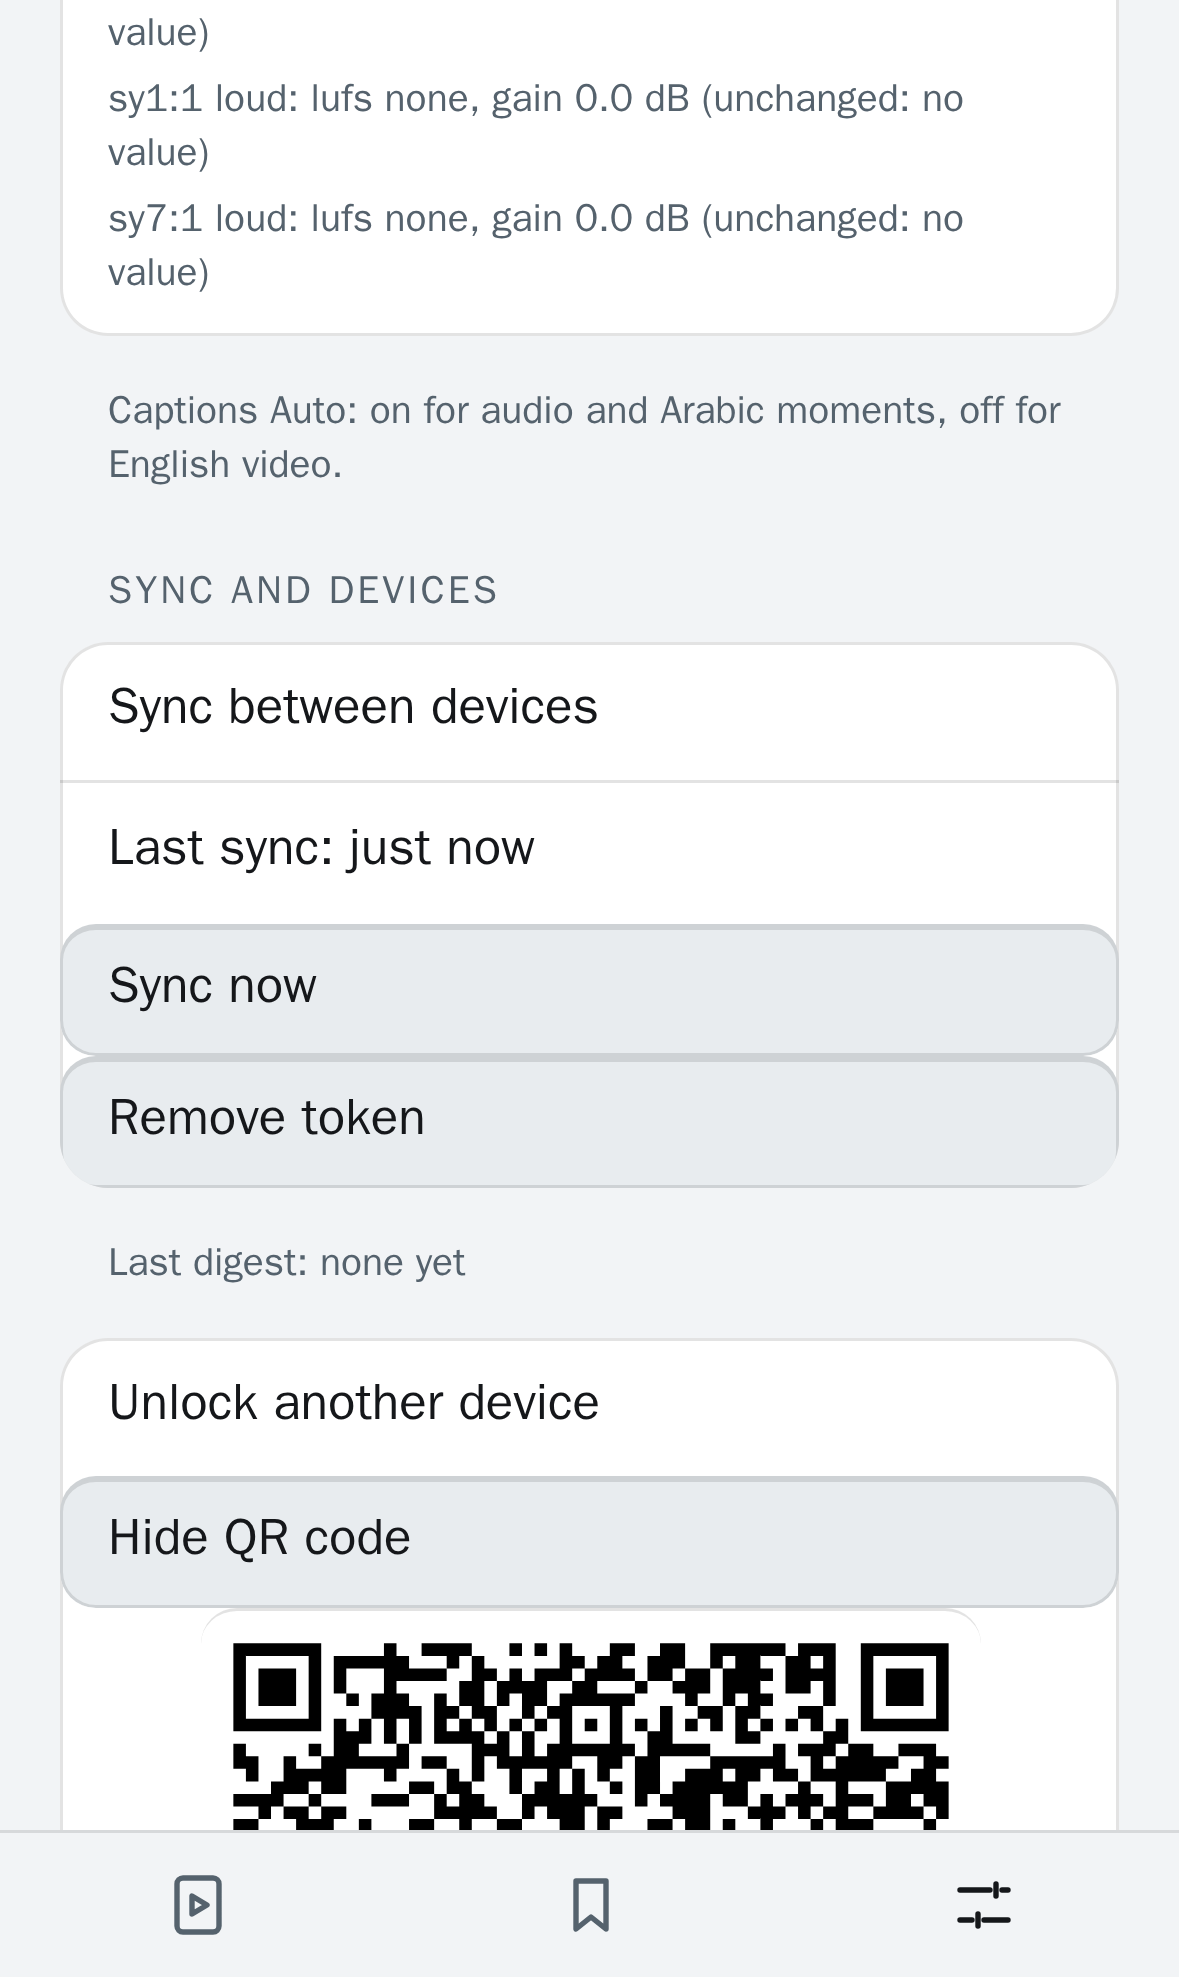 value)
sy1:1 loud: lufs none, gain 0.0 dB (unchanged: no
value)
sy7:1 loud: lufs none, gain 0.0 dB (unchanged: no
value)
Captions Auto: on for audio and Arabic moments, off for
English video.
SYNC AND DEVICES
Sync between devices
Last sync: just now
Sync now
Remove token
Last digest: none yet
Unlock another device
Hide QR code